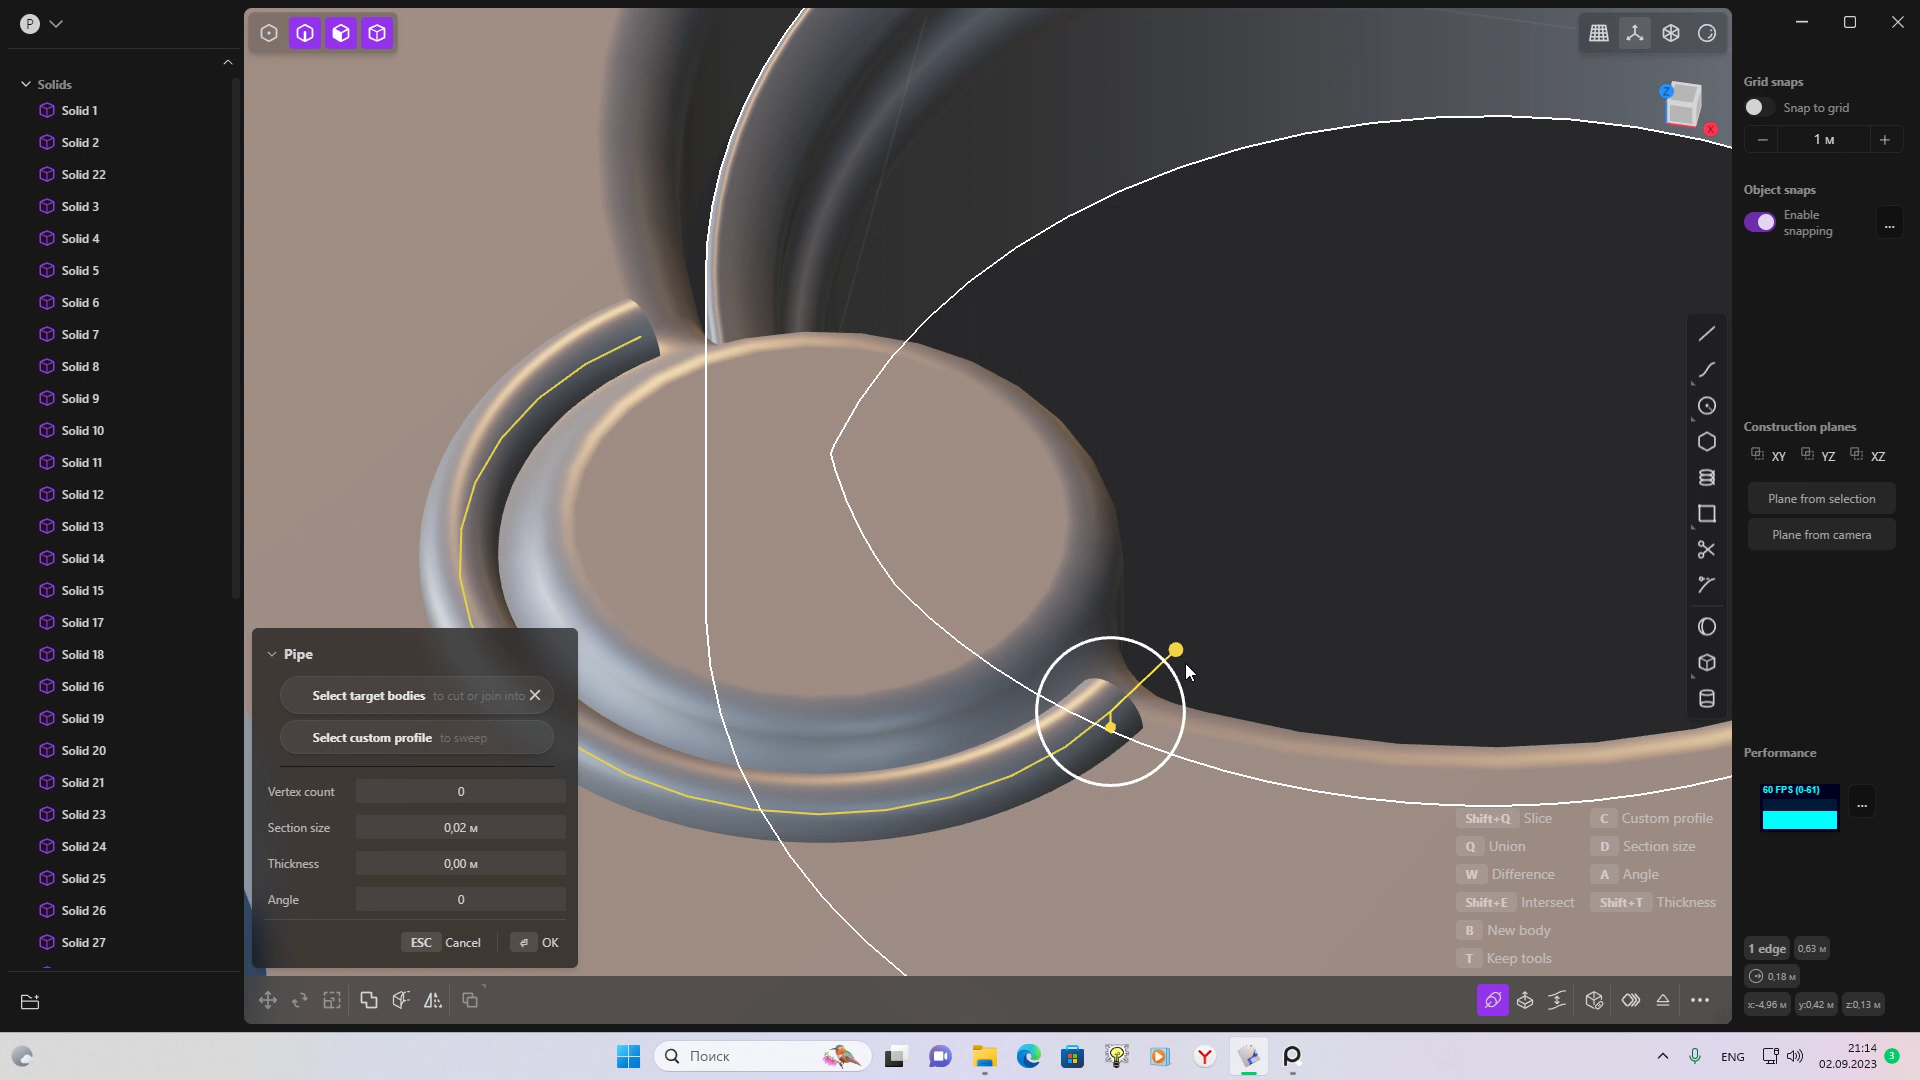 P
Solids
Solid 1
Solid 2
Solid 22
Solid 3
Solid 4
Solid 5
Solid 6
Solid 7
Solid 8
Solid 9
Solid 10
Solid 11
Solid 12
Solid 13
Solid 14
Solid 15
Solid 17
Solid 18
Solid 16
Solid 19
Solid 20
Solid 21
Solid 23
Solid 24
Solid 25
Solid 26
Solid 27
Pipe
Select target bodies to cut or join into
Select custom profile to sweep
Vertex count 0
Section size 0,02 м
Thickness 0,00 м
Angle 0
ESC Cancel OK
Z
X
Shift+Q Slice C Custom profile
Q Union D Section size
W Difference A Angle
Shift+E Intersect Shift+T Thickness
B New body
T Keep tools
Grid snaps
Snap to grid
1 м
Object snaps
Enable
snapping
...
Construction planes
XY YZ XZ
Plane from selection
Plane from camera
Performance
60 FPS (0-61)
...
1 edge 0,63 м
0,18 м
x:-4,96 м y:0,42 м z:0,13 м
Поиск
ENG
21:14
02.09.2023
3